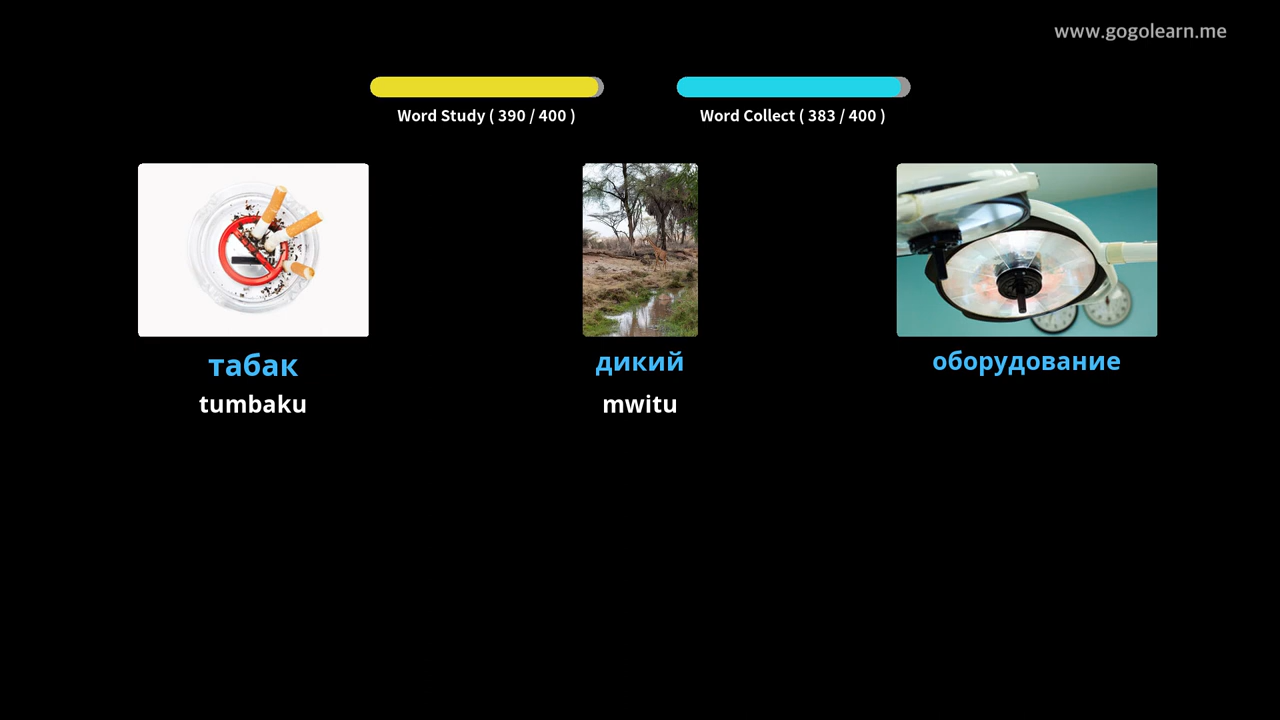 www.gogolearn.me
Word Study ( 390 / 400 )
Word Collect ( 383 / 400 )
табак
tumbaku
дикий
mwitu
оборудование